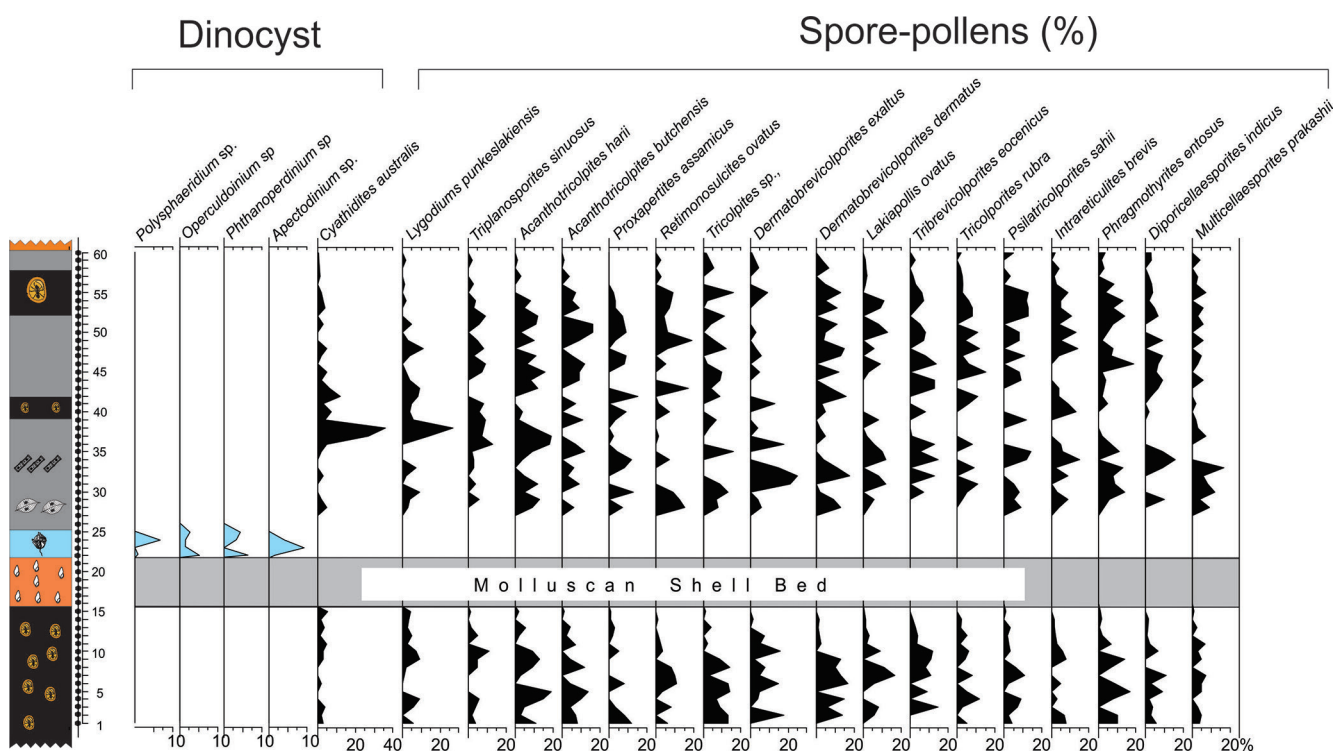 Dinocyst
Spore-pollens (%)
Polysphaeridium sp.
Operculdoinium sp
Phthanoperdinium sp
Apectodinium sp.
Cyathidites australis
Lygodiums punkeslakiensis
Triplanosporites sinuosus
Acanthotricolpites harii
Acanthotricolpites butchensis
Proxapertites assamicus
Retimonosulcites ovatus
Tricolpites sp.,
Dermatobrevicolporites exaltus
Dermatobrevicolporites dermatus
Lakiapollis ovatus
Tribrevicolporites eocenicus
Tricolporites rubra
Psilatricolporites sahii
Intrareticulites brevis
Phragmothyrites entosus
Diporicellaesporites indicus
Multicellaesporites prakashii
60
55
50
45
40
35
30
25
20
15
10
5
1
Molluscan Shell Bed
10 10 10 10 20 40 20 20 20 20 20 20 20 20 20 20 20 20 20 20 20 20 20%